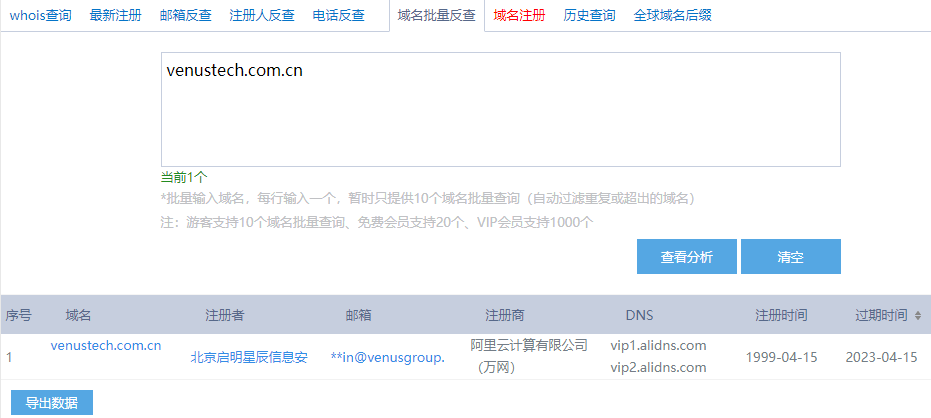 whois查询 最新注册 邮箱反查 注册人反查 电话反查 域名批量反查 域名注册 历史查询 全球域名后缀
venustech.com.cn
当前1个
*批量输入域名，每行输入一个，暂时只提供10个域名批量查询（自动过滤重复或超出的域名）
注：游客支持10个域名批量查询、免费会员支持20个、VIP会员支持1000个
查看分析 清空
序号 域名 注册者 邮箱 注册商 DNS 注册时间 过期时间
1 venustech.com.cn 北京启明星辰信息安 **in@venusgroup. 阿里云计算有限公司 vip1.alidns.com 1999-04-15 2023-04-15
（万网） vip2.alidns.com
导出数据